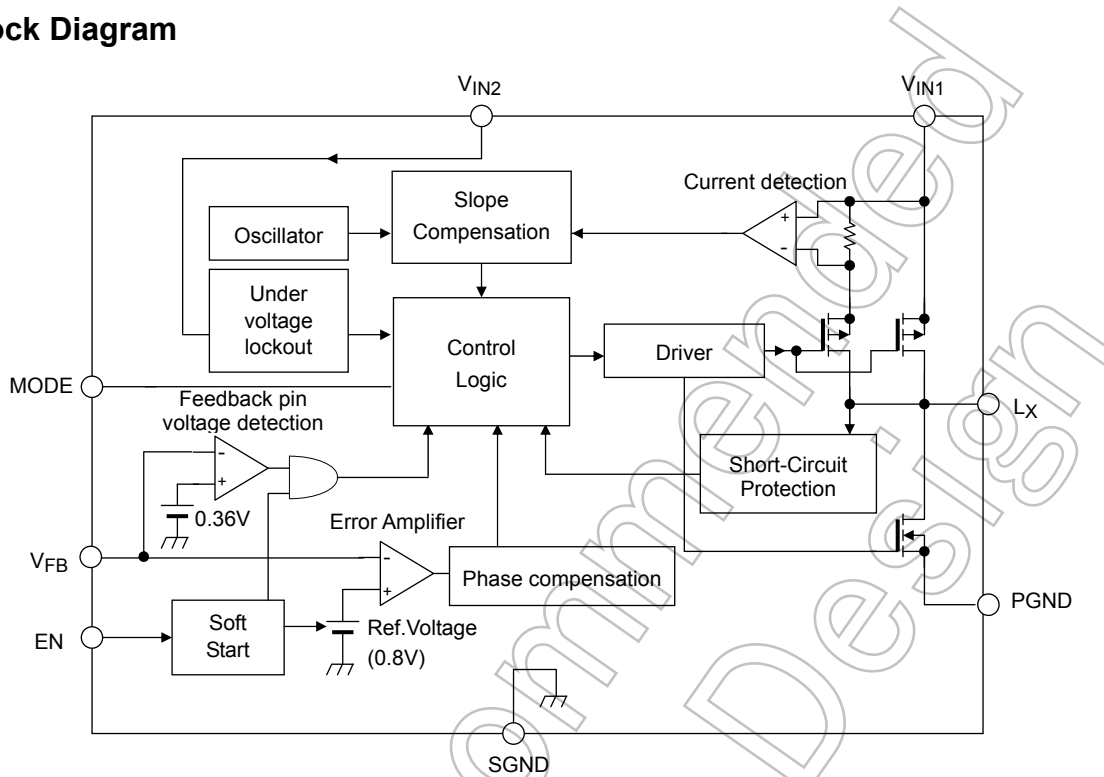 ock Diagram
VIN2
VIN1
Current detection
Slope
Compensation
Oscillator
+
-
Under
voltage
lockout
Control
Logic
Driver
MODE
Feedback pin
voltage detection
LX
-
+
Short-Circuit
Protection
0.36V
Error Amplifier
VFB
-
Phase compensation
+
PGND
EN
Soft
Start
Ref.Voltage
(0.8V)
SGND
ommended
Design